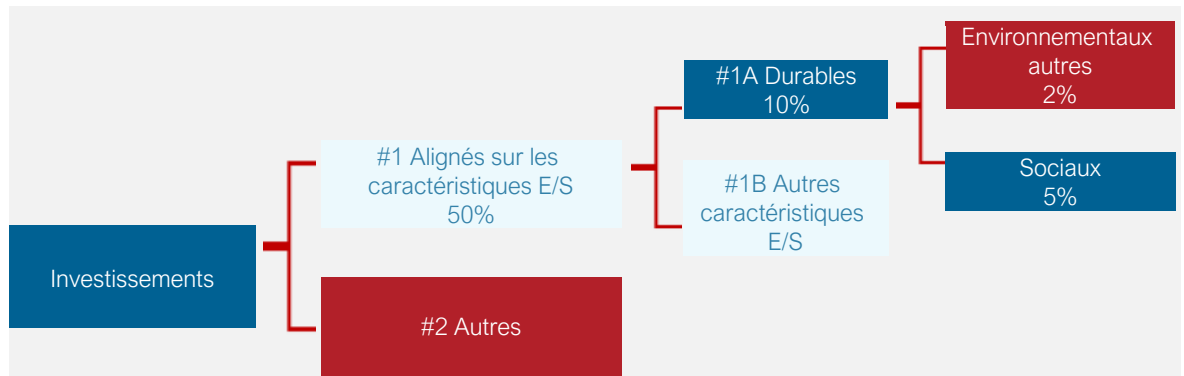 Investissements
#1 Alignés sur les
caractéristiques E/S
50%
#2 Autres
#1A Durables
10%
#1B Autres
caractéristiques
E/S
Environnementaux
autres
2%
Sociaux
5%